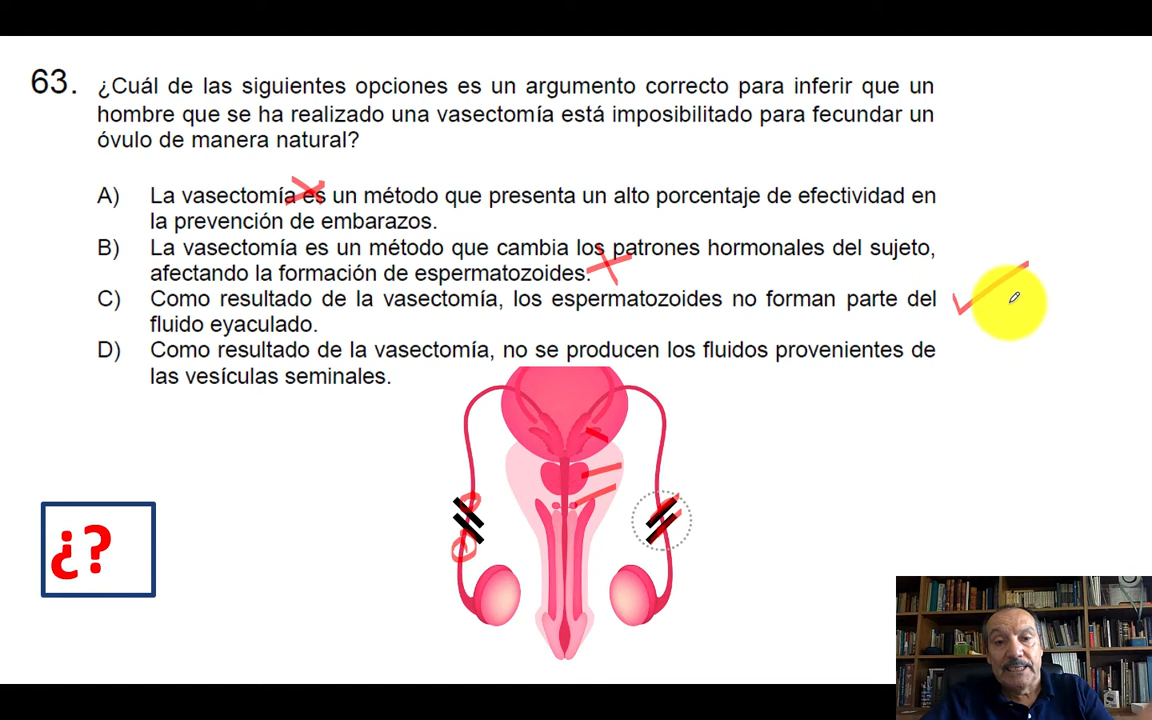 63. ¿Cuál de las siguientes opciones es un argumento correcto para inferir que un
hombre que se ha realizado una vasectomía está imposibilitado para fecundar un
óvulo de manera natural?
A) La vasectomía es un método que presenta un alto porcentaje de efectividad en
la prevención de embarazos.
B) La vasectomía es un método que cambia los patrones hormonales del sujeto,
afectando la formación de espermatozoides.
C) Como resultado de la vasectomía, los espermatozoides no forman parte del
fluido eyaculado.
D) Como resultado de la vasectomía, no se producen los fluidos provenientes de
las vesículas seminales.
¿?